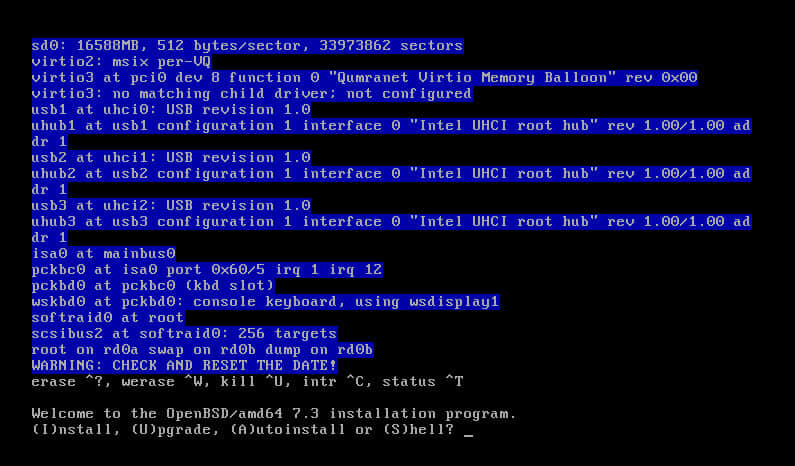 sd0: 16588MB, 512 bytes/sector, 33973862 sectors
virtio2: msix per-VQ
virtio3 at pci0 dev 8 function 0 "Qumranet Virtio Memory Balloon" rev 0x00
virtio3: no matching child driver; not configured
usb1 at uhci0: USB revision 1.0
uhub1 at usb1 configuration 1 interface 0 "Intel UHCI root hub" rev 1.00/1.00 ad
dr 1
usb2 at uhci1: USB revision 1.0
uhub2 at usb2 configuration 1 interface 0 "Intel UHCI root hub" rev 1.00/1.00 ad
dr 1
usb3 at uhci2: USB revision 1.0
uhub3 at usb3 configuration 1 interface 0 "Intel UHCI root hub" rev 1.00/1.00 ad
dr 1
isa0 at mainbus0
pckbc0 at isa0 port 0x60/5 irq 1 irq 12
pckbd0 at pckbc0 (kbd slot)
wskbd0 at pckbd0: console keyboard, using wsdisplay1
softraid0 at root
scsibus2 at softraid0: 256 targets
root on rd0a swap on rd0b dump on rd0b
WARNING: CHECK AND RESET THE DATE!
erase ^?, werase ^W, kill ^U, intr ^C, status ^T

Welcome to the OpenBSD/amd64 7.3 installation program.
(I)nstall, (U)pgrade, (A)utoinstall or (S)hell? _